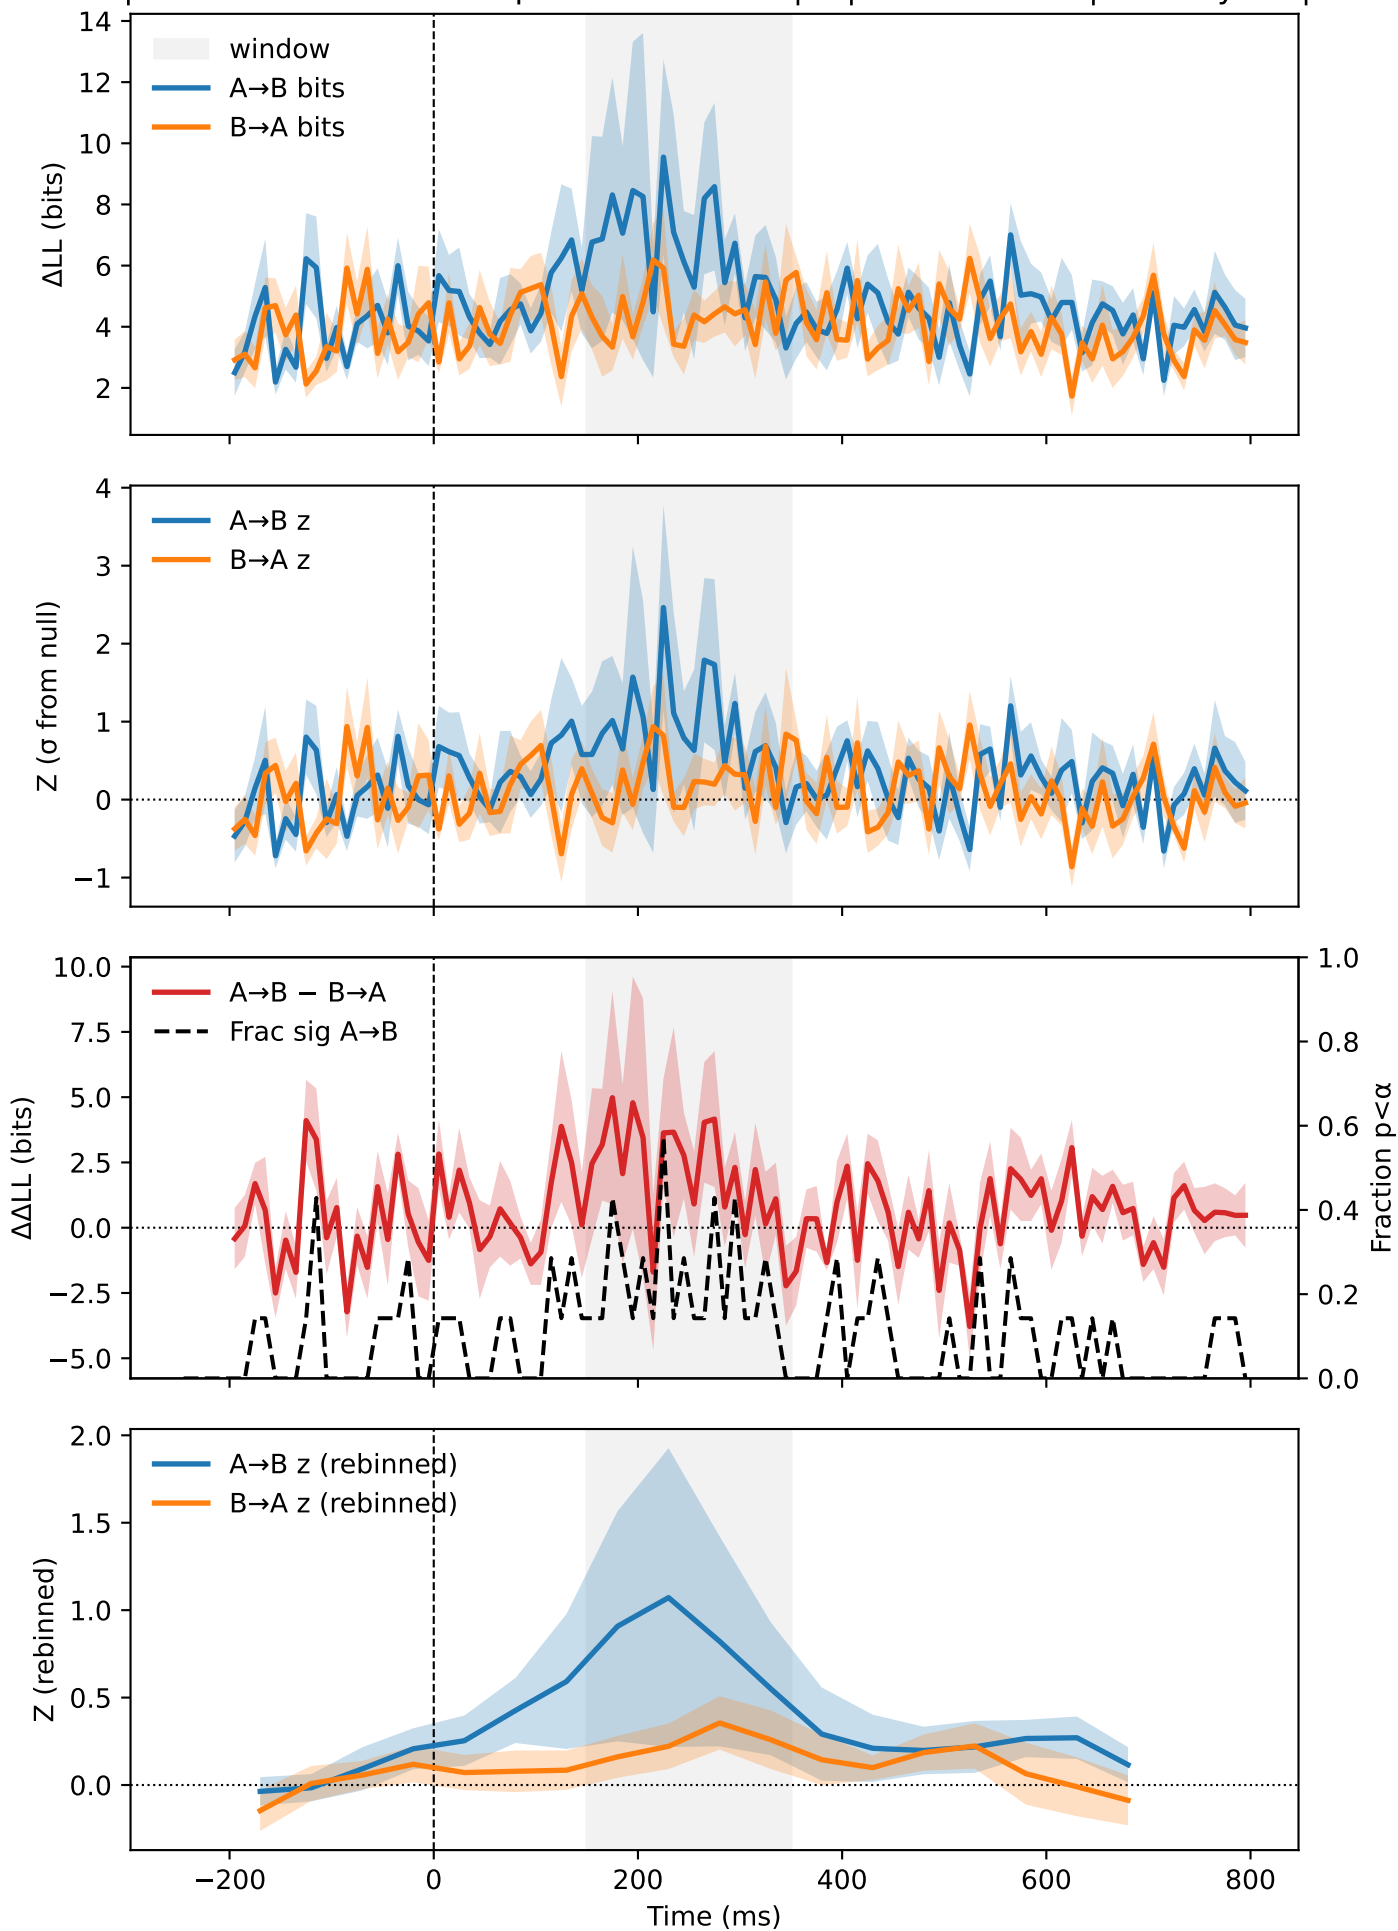 14
12
10
8
6
4
2
ΔLL (bits)
window
A→B bits
B→A bits
4
3
2
1
0
−1
Z (σ from null)
A→B z
B→A z
10.0
7.5
5.0
2.5
0.0
−2.5
−5.0
ΔΔLL (bits)
A→B − B→A
Frac sig A→B
1.0
0.8
0.6
0.4
0.2
0.0
Fraction p<α
2.0
1.5
1.0
0.5
0.0
Z (rebinned)
A→B z (rebinned)
B→A z (rebinned)
−200 0 200 400 600 800
Time (ms)